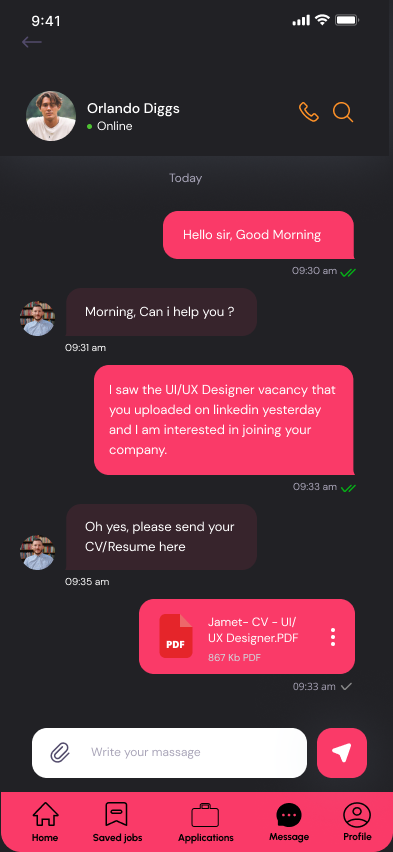 9:41
Orlando Diggs
Online
Today
Hello sir, Good Morning
09:30 am
Morning, Can i help you ?
09:31 am
I saw the UI/UX Designer vacancy that
you uploaded on linkedin yesterday
and I am interested in joining your
company.
09:33 am
Oh yes, please send your
CV/Resume here
09:35 am
PDF
Jamet- CV - UI/
UX Designer.PDF
867 Kb PDF
09:33 am
Write your massage
Home
Saved jobs
Applications
Message
Profile